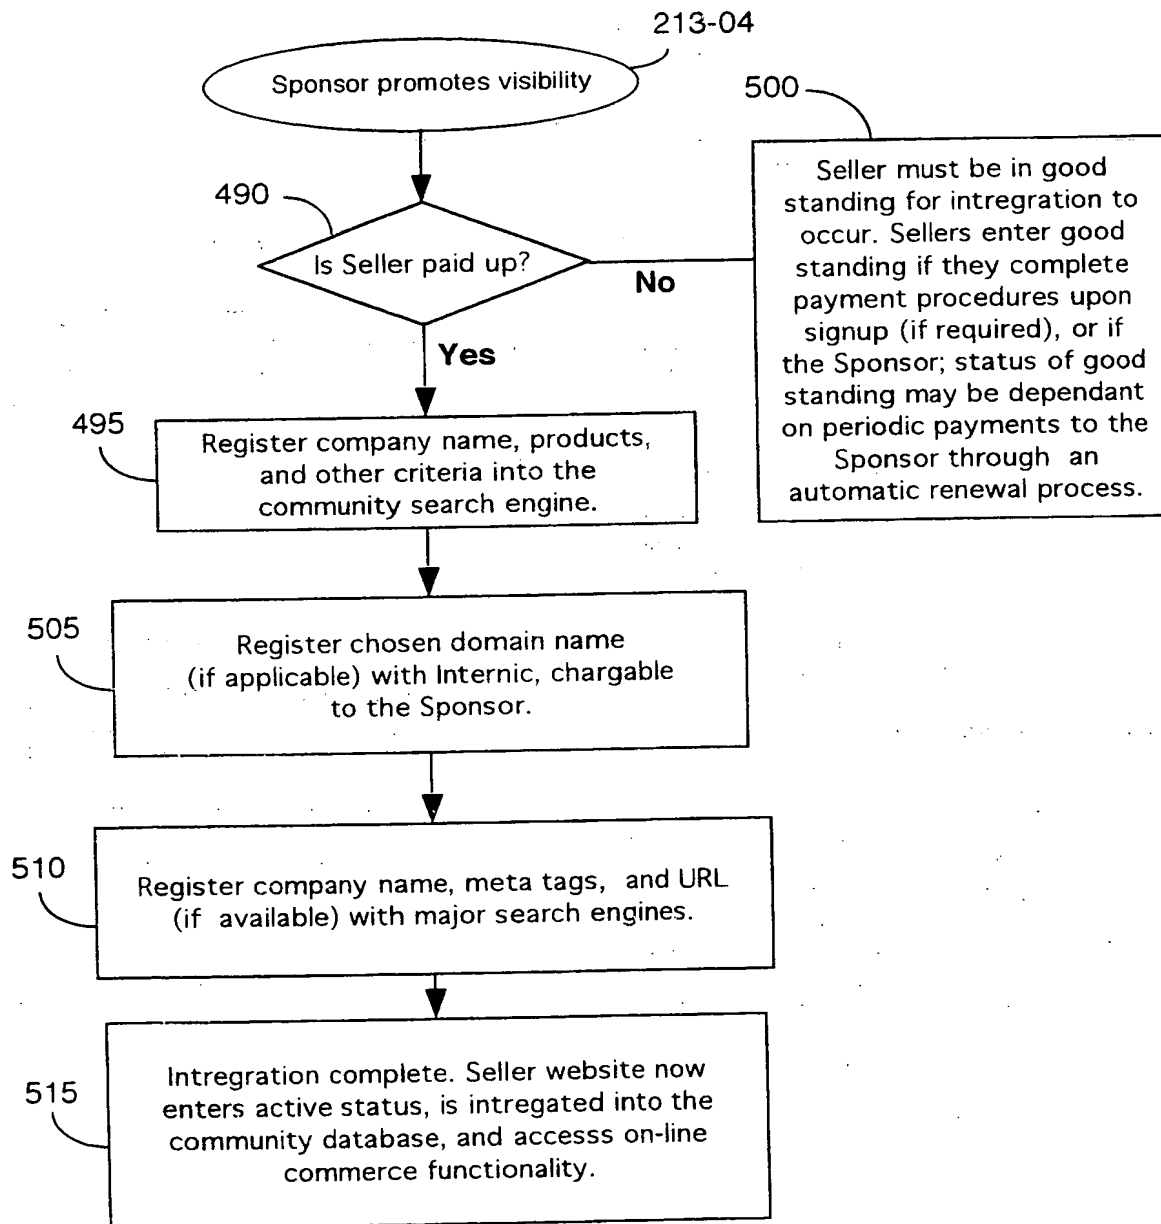 213-04
Sponsor promotes visibility
500
Seller must be in good
standing for intregration to
occur. Sellers enter good
standing if they complete
payment procedures upon
signup (if required), or if
the Sponsor; status of good
standing may be dependant
on periodic payments to the
Sponsor through an
automatic renewal process.
490
Is Seller paid up?
No
Yes
495
Register company name, products,
and other criteria into the
community search engine.
505
Register chosen domain name
(if applicable) with Internic, chargable
to the Sponsor.
510
Register company name, meta tags, and URL
(if available) with major search engines.
515
Intregration complete. Seller website now
enters active status, is intregated into the
community database, and accesss on-line
commerce functionality.